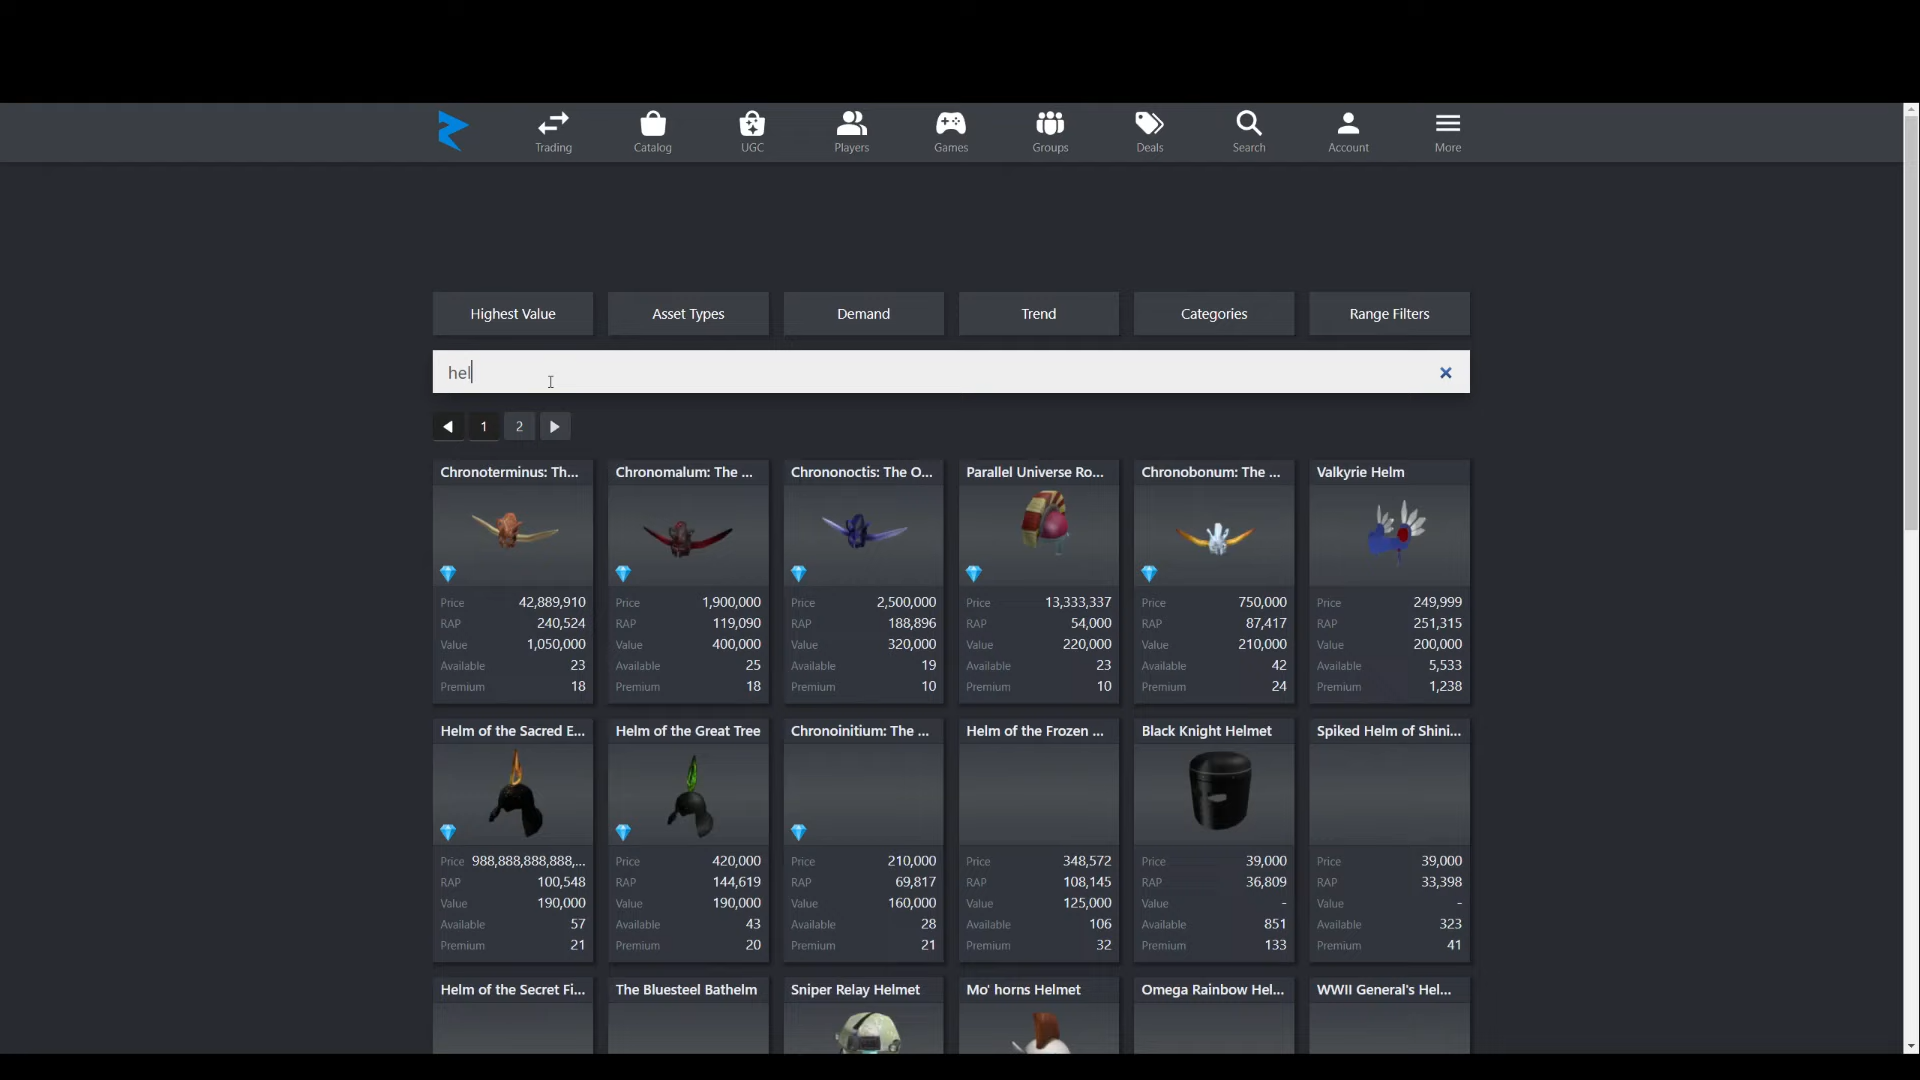 Trading Catalog UGC Players Games Groups Deals Search Account More
Highest Value Asset Types Demand Trend Categories Range Filters
hel
1 2
Chronoterminus: Th... Chronomalum: The ... Chrononoctis: The O... Parallel Universe Ro... Chronobonum: The ... Valkyrie Helm
Price 42,889,910 Price 1,900,000 Price 2,500,000 Price 13,333,337 Price 750,000 Price 249,999
RAP 240,524 RAP 119,090 RAP 188,896 RAP 54,000 RAP 87,417 RAP 251,315
Value 1,050,000 Value 400,000 Value 320,000 Value 220,000 Value 210,000 Value 200,000
Available 23 Available 25 Available 19 Available 23 Available 42 Available 5,533
Premium 18 Premium 18 Premium 10 Premium 10 Premium 24 Premium 1,238
Helm of the Sacred E... Helm of the Great Tree Chronoinitium: The ... Helm of the Frozen ... Black Knight Helmet Spiked Helm of Shini...
Price 988,888,888,888,... Price 420,000 Price 210,000 Price 348,572 Price 39,000 Price 39,000
RAP 100,548 RAP 144,619 RAP 69,817 RAP 108,145 RAP 36,809 RAP 33,398
Value 190,000 Value 190,000 Value 160,000 Value 125,000 Value - Value -
Available 57 Available 43 Available 28 Available 106 Available 851 Available 323
Premium 21 Premium 20 Premium 21 Premium 32 Premium 133 Premium 41
Helm of the Secret Fi... The Bluesteel Bathelm Sniper Relay Helmet Mo' horns Helmet Omega Rainbow Hel... WWII General's Hel...